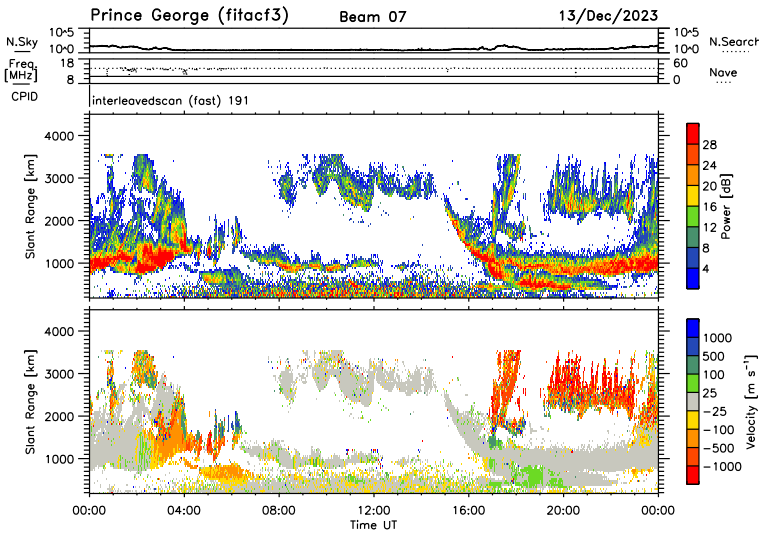 Prince George (fitacf3) Beam 07 13/Dec/2023
N.Sky 10^5 10^0 10^5 10^0 N.Search
Freq. [MHz] 18 8 60 0 Nave
CPID interleavedscan (fast) 191
Slant Range [km] 4000 3000 2000 1000
Power [dB] 28 24 20 16 12 8 4
Slant Range [km] 4000 3000 2000 1000
Velocity [m s⁻¹] 1000 500 100 25 −25 −100 −500 −1000
00:00 04:00 08:00 12:00 16:00 20:00 00:00
Time UT